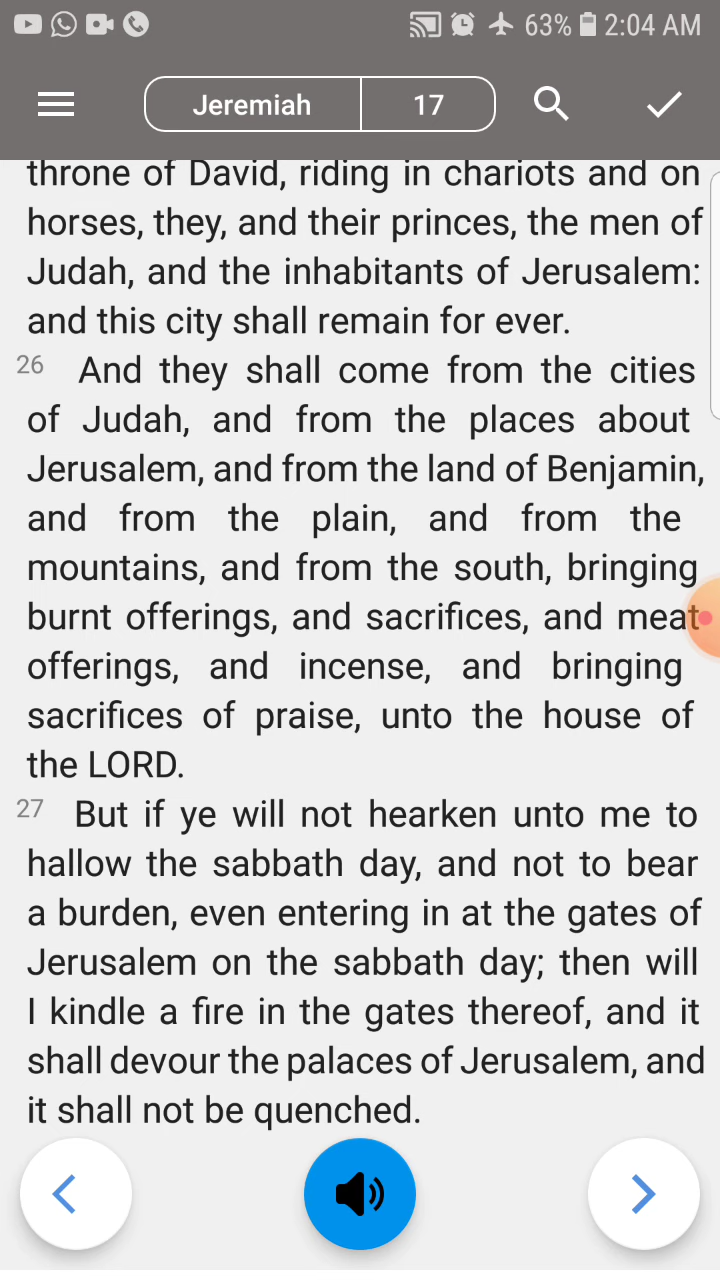 63% 2:04 AM
Jeremiah 17
throne of David, riding in chariots and on
horses, they, and their princes, the men of
Judah, and the inhabitants of Jerusalem:
and this city shall remain for ever.
26 And they shall come from the cities
of Judah, and from the places about
Jerusalem, and from the land of Benjamin,
and from the plain, and from the
mountains, and from the south, bringing
burnt offerings, and sacrifices, and meat
offerings, and incense, and bringing
sacrifices of praise, unto the house of
the LORD.
27 But if ye will not hearken unto me to
hallow the sabbath day, and not to bear
a burden, even entering in at the gates of
Jerusalem on the sabbath day; then will
I kindle a fire in the gates thereof, and it
shall devour the palaces of Jerusalem, and
it shall not be quenched.